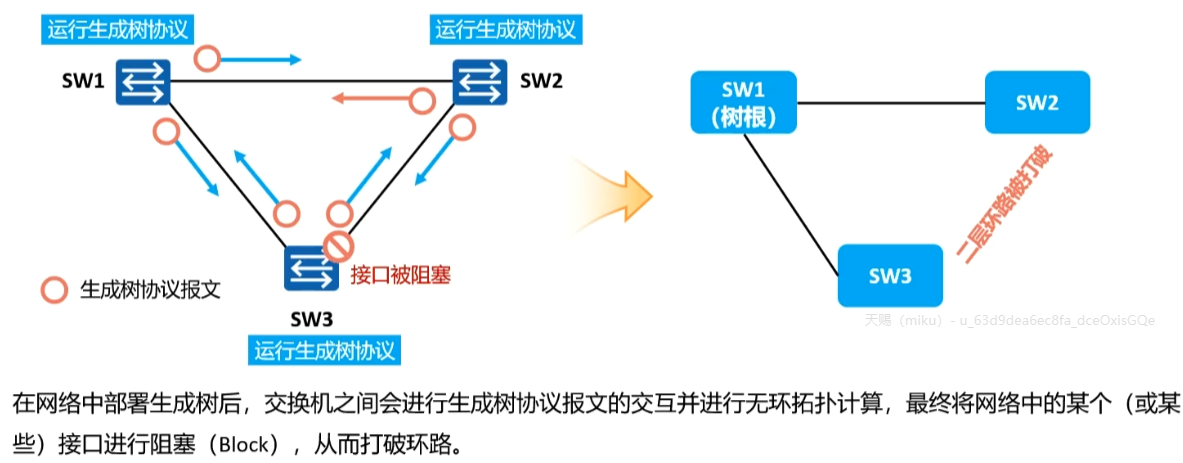 运行生成树协议
运行生成树协议
SW1
SW2
接口被阻塞
生成树协议报文
SW3
运行生成树协议
SW1
（树根）
SW2
二层环路被打破
SW3
天赐（miku）- u_63d9dea6ec8fa_dceOxisGQe
在网络中部署生成树后，交换机之间会进行生成树协议报文的交互并进行无环拓扑计算，最终将网络中的某个（或某
些）接口进行阻塞（Block），从而打破环路。